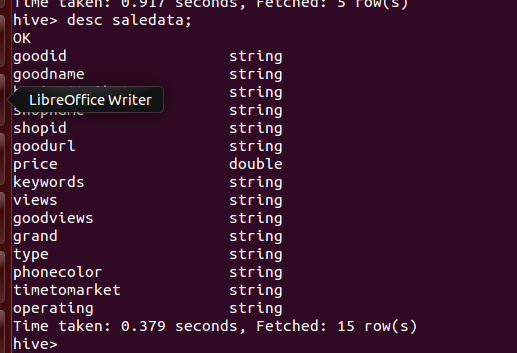 Time taken: 0.917 seconds, Fetched: 5 row(s)
hive> desc saledata;
OK
goodid string
goodname string
string
LibreOffice Writer
shopname string
shopid string
goodurl string
price double
keywords string
views string
goodviews string
grand string
type string
phonecolor string
timetomarket string
operating string
Time taken: 0.379 seconds, Fetched: 15 row(s)
hive>